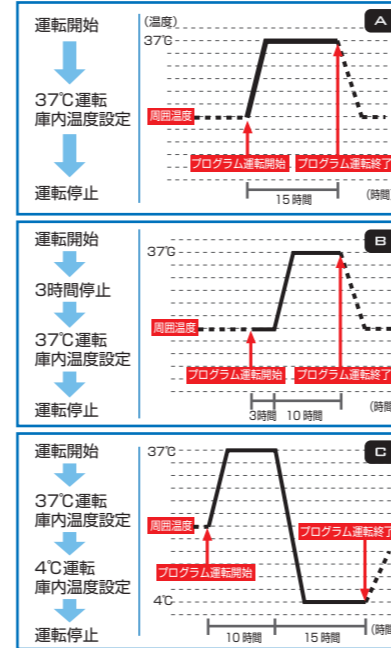 運転開始
37℃運転
庫内温度設定
運転停止
A
(温度)
37℃
周囲温度
プログラム運転開始
プログラム運転終了
15時間
(時間
運転開始
3時間停止
37℃運転
庫内温度設定
運転停止
B
37℃
周囲温度
プログラム運転開始
プログラム運転終了
3時間
10時間
(時間
運転開始
37℃運転
庫内温度設定
4℃運転
庫内温度設定
運転停止
C
37℃
周囲温度
プログラム運転開始
プログラム運転終了
4℃
10時間
15時間
(時間